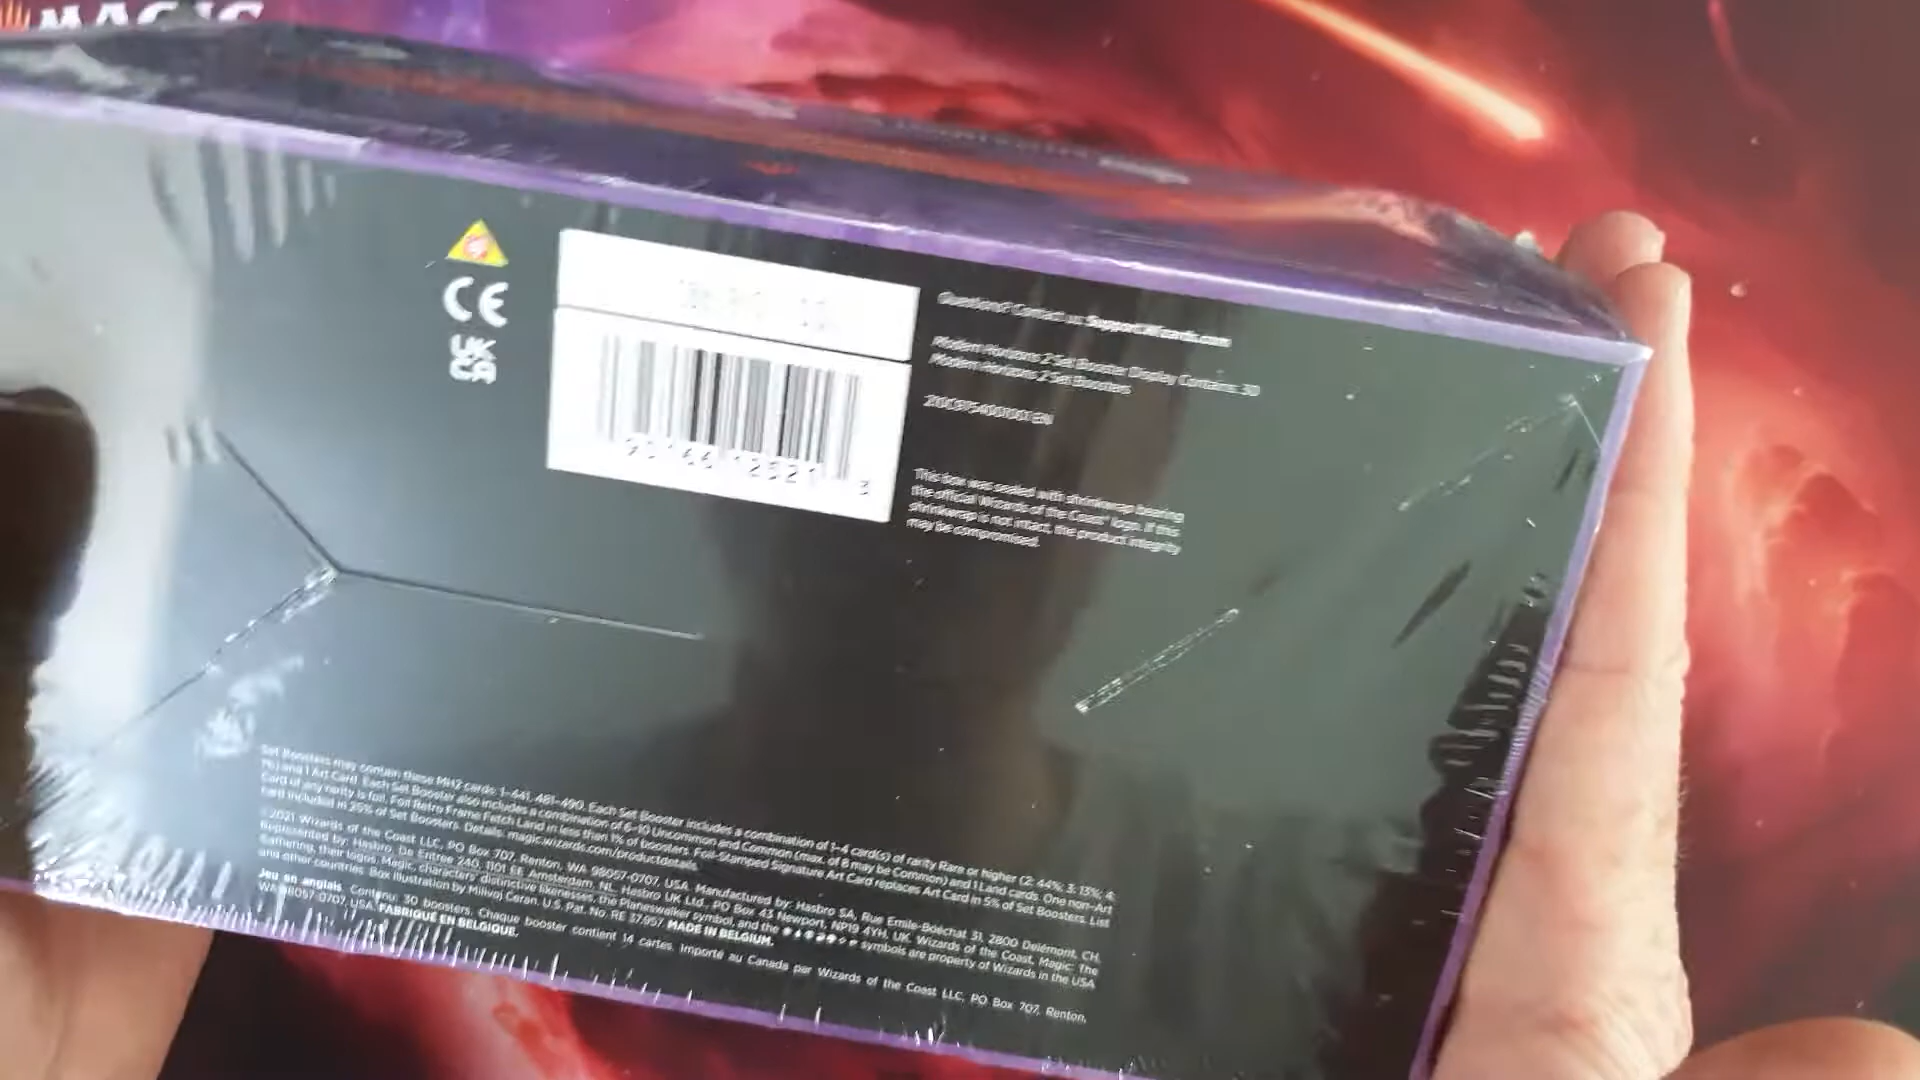 MAGIC
CE
UK
CA
Questions? Contact us: Support.Wizards.com
Modern Horizons 2 Set Booster Display Contains: 30
Modern Horizons 2 Set Boosters
EN
This box was sealed with shrinkwrap bearing
the official Wizards of the Coast® logo. If this
shrinkwrap is not intact, the product integrity
may be compromised.
Set Boosters may contain these MH2 cards: 1–441, 481–490. Each Set Booster includes a combination of 1–4 card(s) of rarity Rare or higher (2: 44%; 3: 13%; 4:
1%) and 1 Art Card. Each Set Booster also includes a combination of 6–10 Uncommon and Common (max. of 8 may be Common) and 1 Land cards. One non-Art
Card of any rarity is foil. Foil Retro Frame Fetch Land in less than 1% of boosters. Foil-Stamped Signature Art Card replaces Art Card in 5% of Set Boosters. List
card included in 25% of Set Boosters. Details: magic.wizards.com/productdetails.
©2021 Wizards of the Coast LLC, PO Box 707, Renton, WA 98057-0707, USA. Manufactured by: Hasbro SA, Rue Emile-Boéchat 31, 2800 Delémont, CH.
Represented by: Hasbro, De Entree 240, 1101 EE Amsterdam, NL. Hasbro UK Ltd., PO Box 43 Newport, NP19 4YH, UK. Wizards of the Coast, Magic: The
Gathering, their logos, Magic, characters' distinctive likenesses, the Planeswalker symbol, and the symbols are property of Wizards in the USA
and other countries. Box illustration by Milivoj Ćeran. U.S. Pat. No. RE 37,957 MADE IN BELGIUM.
Jeu en anglais. Contenu: 30 boosters. Chaque booster contient 14 cartes. Importé au Canada par Wizards of the Coast LLC, PO Box 707, Renton,
WA 98057-0707, USA. FABRIQUÉ EN BELGIQUE.